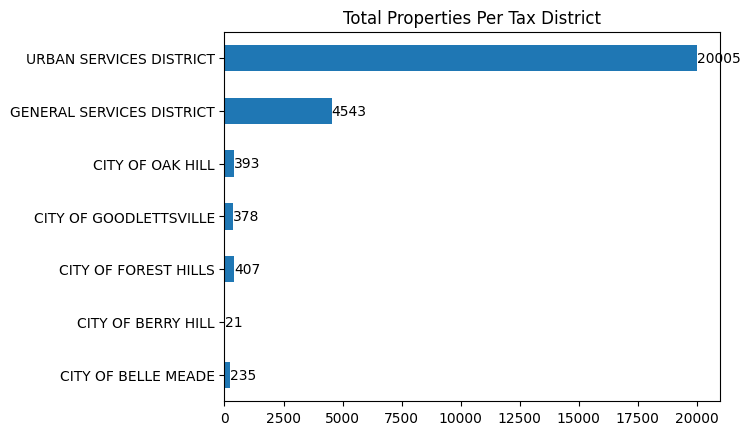 Total Properties Per Tax District
URBAN SERVICES DISTRICT 20005
GENERAL SERVICES DISTRICT 4543
CITY OF OAK HILL 393
CITY OF GOODLETTSVILLE 378
CITY OF FOREST HILLS 407
CITY OF BERRY HILL 21
CITY OF BELLE MEADE 235
0 2500 5000 7500 10000 12500 15000 17500 20000